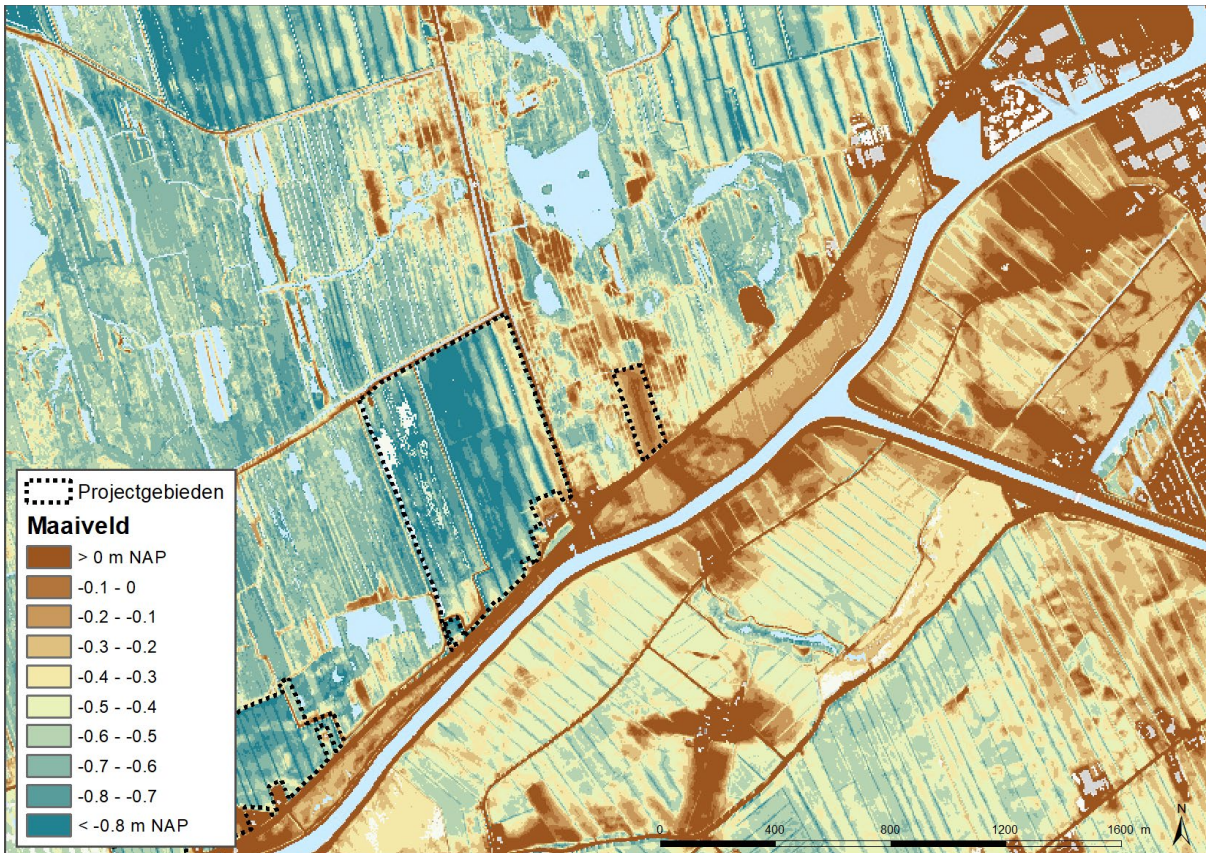 Projectgebieden
Maaiveld
> 0 m NAP
-0.1 - 0
-0.2 - -0.1
-0.3 - -0.2
-0.4 - -0.3
-0.5 - -0.4
-0.6 - -0.5
-0.7 - -0.6
-0.8 - -0.7
< -0.8 m NAP
N
0 400 800 1200 1600 m